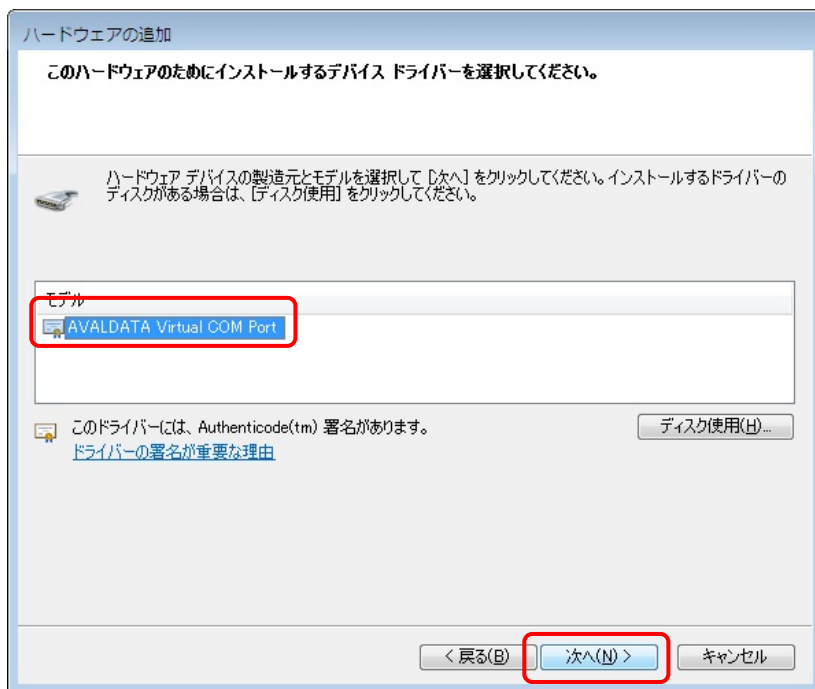 ハードウェアの追加
このハードウェアのためにインストールするデバイス ドライバーを選択してください。
ハードウェア デバイスの製造元とモデルを選択して [次へ] をクリックしてください。インストールするドライバーの
ディスクがある場合は、[ディスク使用] をクリックしてください。
モデル
AVALDATA Virtual COM Port
このドライバーには、Authenticode(tm) 署名があります。
ディスク使用(H)...
ドライバーの署名が重要な理由
< 戻る(B)
次へ(N) >
キャンセル